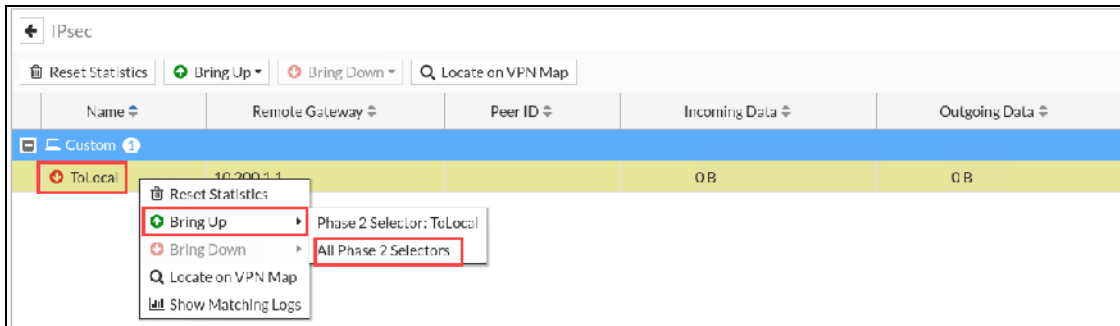 IPsec
Reset Statistics Bring Up Bring Down Locate on VPN Map
Name Remote Gateway Peer ID Incoming Data Outgoing Data
Custom 1
ToLocal 10.200.1.1 0 B 0 B
Reset Statistics
Bring Up Phase 2 Selector: ToLocal
Bring Down All Phase 2 Selectors
Locate on VPN Map
Show Matching Logs